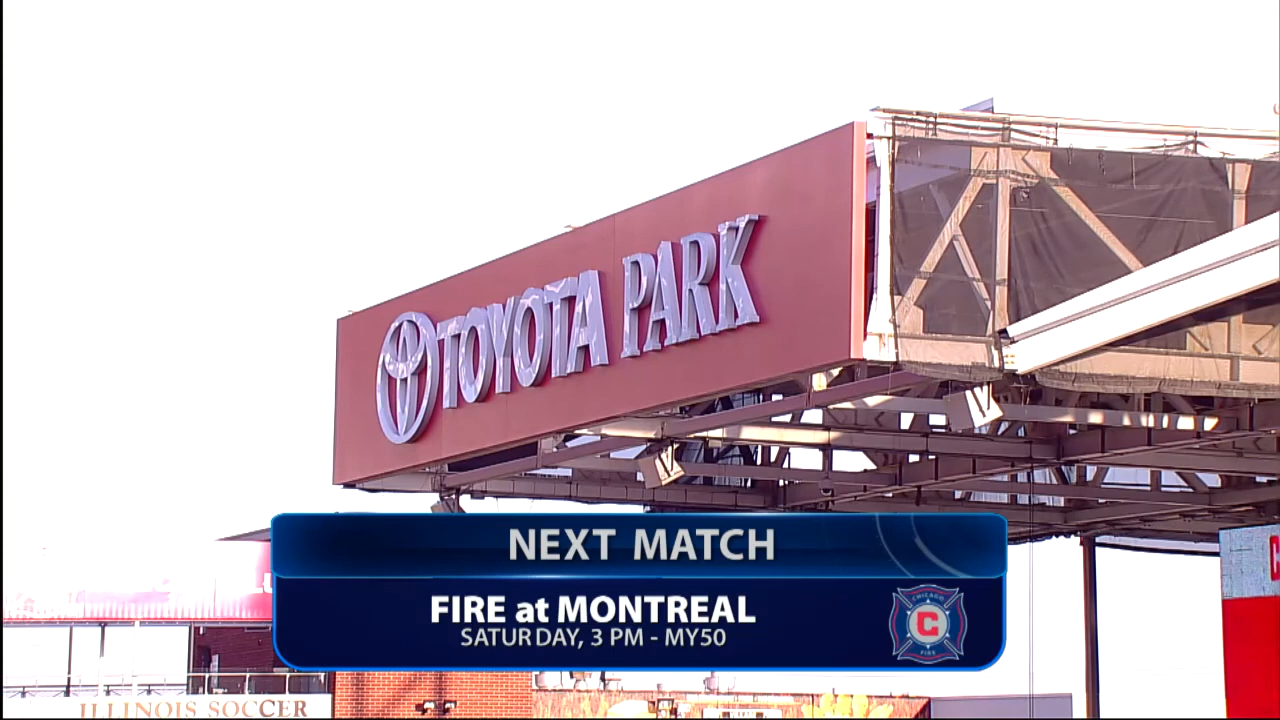 TOYOTA PARK
NEXT MATCH
FIRE at MONTREAL
SATURDAY, 3 PM - MY50
CHICAGO
C
FIRE
ILLINOIS SOCCER